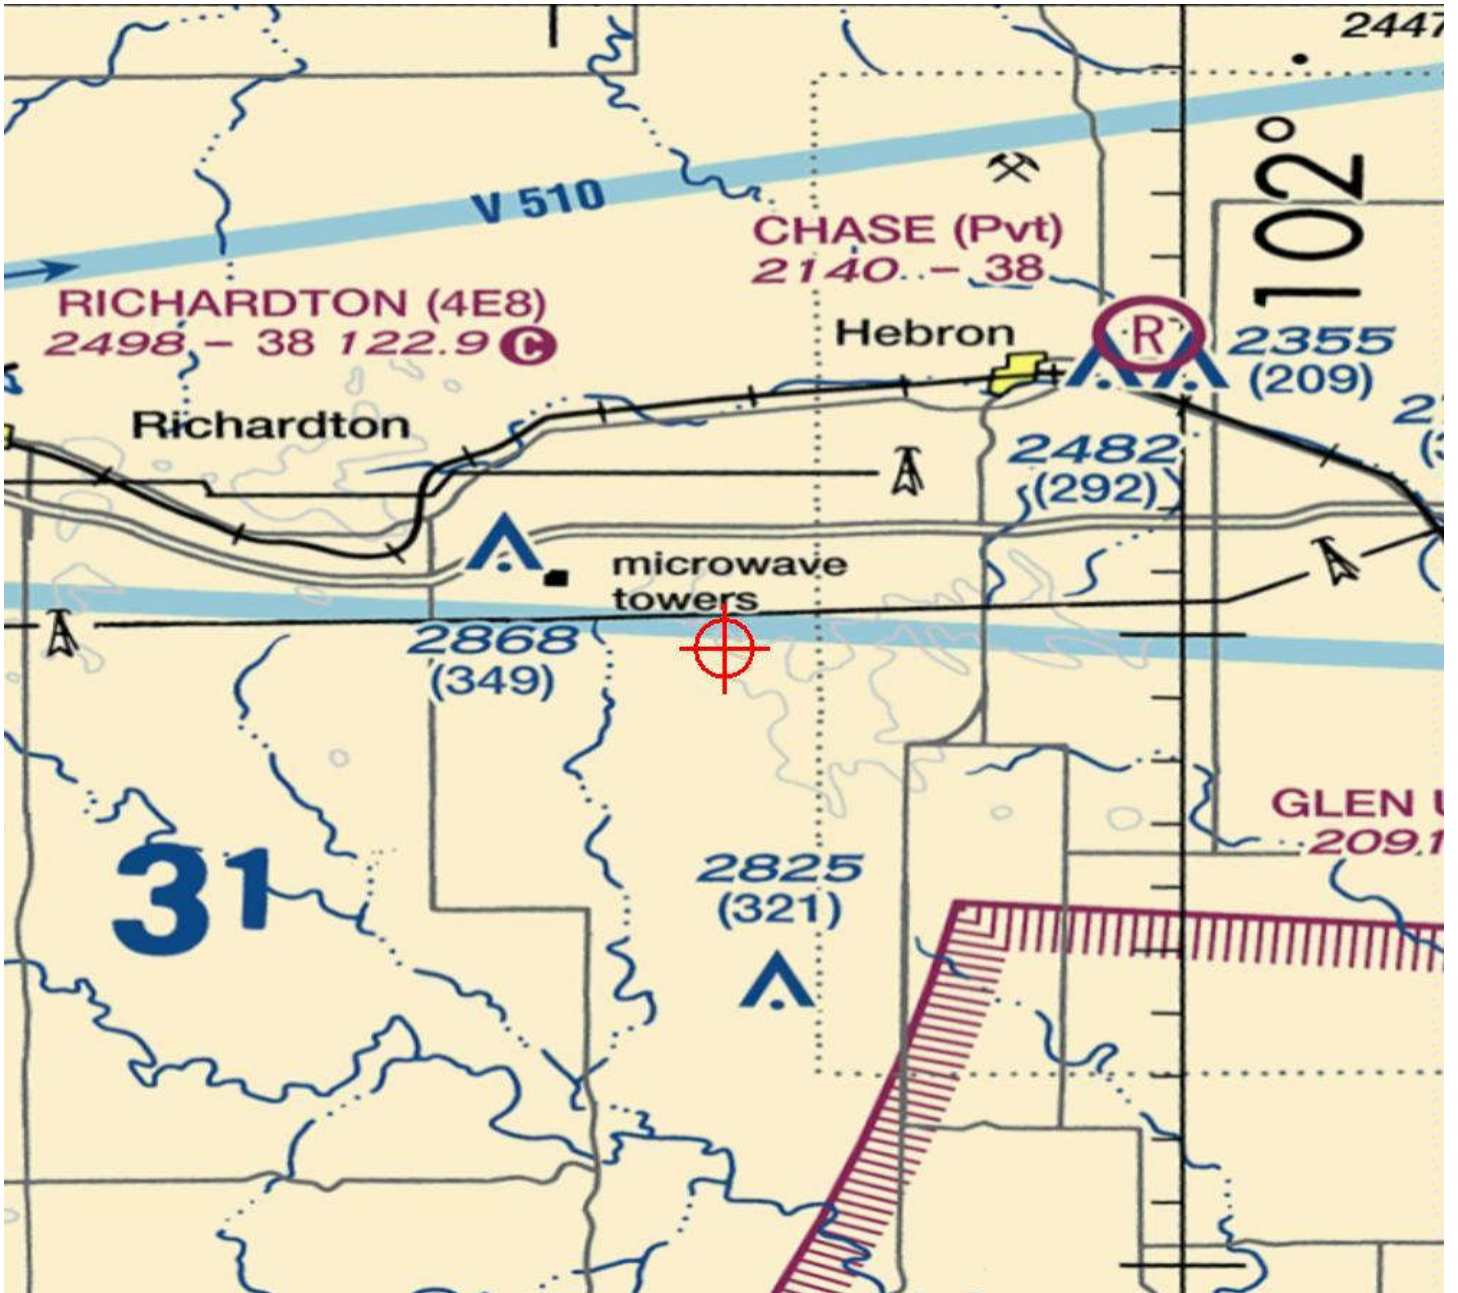 2447
V 510
102°
CHASE (Pvt)
2140 - 38
RICHARDTON (4E8)
2498 - 38 122.9 C
Hebron
R
2355
(209)
Richardton
2482
(292)
microwave
towers
2868
(349)
GLEN
2091
31
2825
(321)